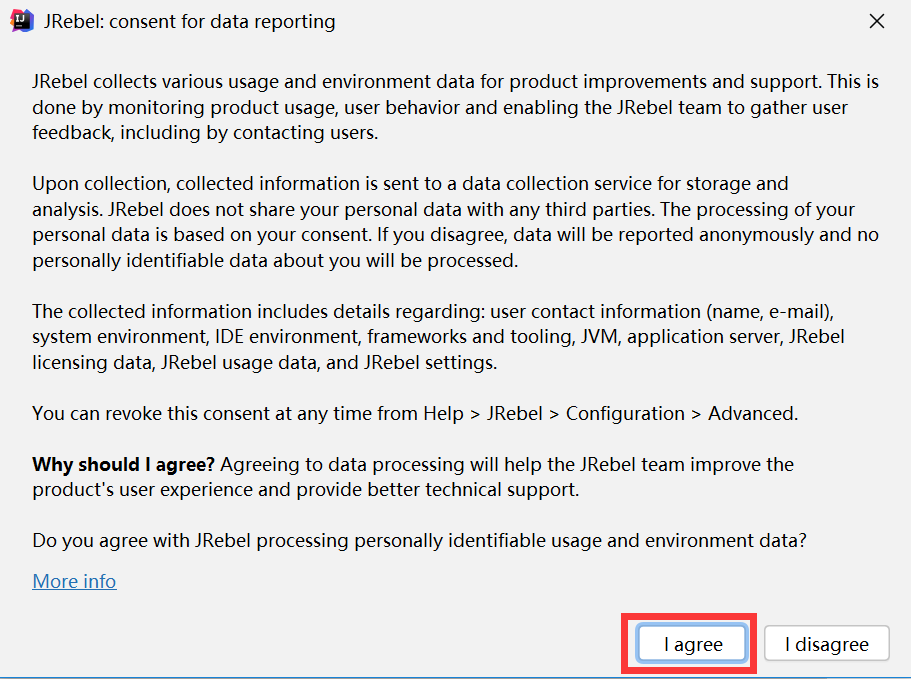 JRebel: consent for data reporting
JRebel collects various usage and environment data for product improvements and support. This is
done by monitoring product usage, user behavior and enabling the JRebel team to gather user
feedback, including by contacting users.
Upon collection, collected information is sent to a data collection service for storage and
analysis. JRebel does not share your personal data with any third parties. The processing of your
personal data is based on your consent. If you disagree, data will be reported anonymously and no
personally identifiable data about you will be processed.
The collected information includes details regarding: user contact information (name, e-mail),
system environment, IDE environment, frameworks and tooling, JVM, application server, JRebel
licensing data, JRebel usage data, and JRebel settings.
You can revoke this consent at any time from Help > JRebel > Configuration > Advanced.
Why should I agree? Agreeing to data processing will help the JRebel team improve the
product's user experience and provide better technical support.
Do you agree with JRebel processing personally identifiable usage and environment data?
More info
I agree I disagree